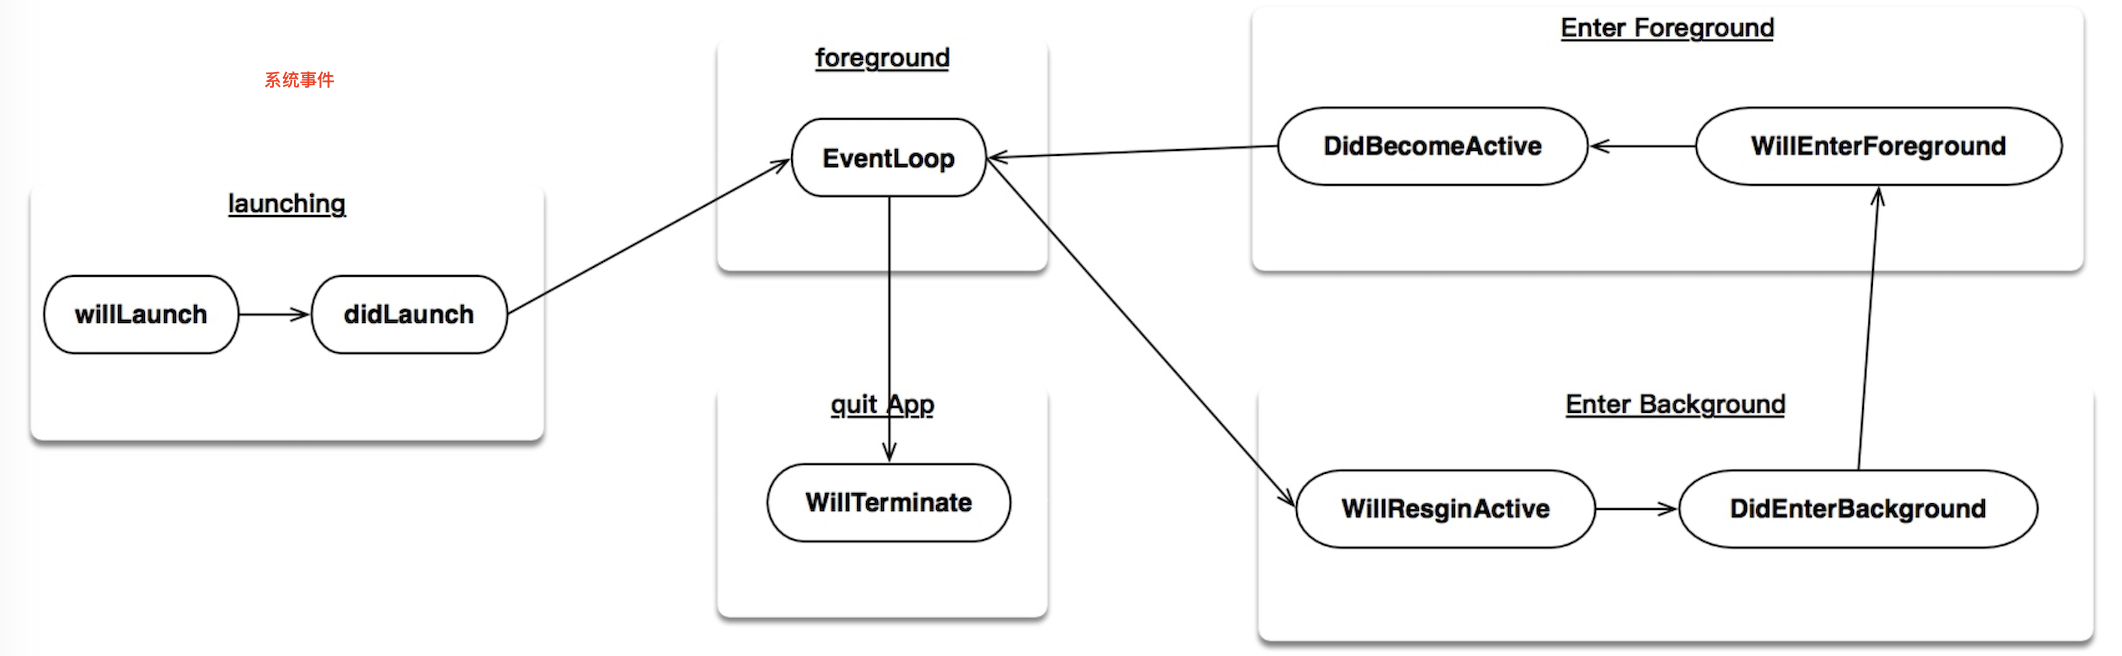 系统事件
launching
willLaunch
didLaunch
foreground
EventLoop
quit App
WillTerminate
Enter Foreground
DidBecomeActive
WillEnterForeground
Enter Background
WillResginActive
DidEnterBackground